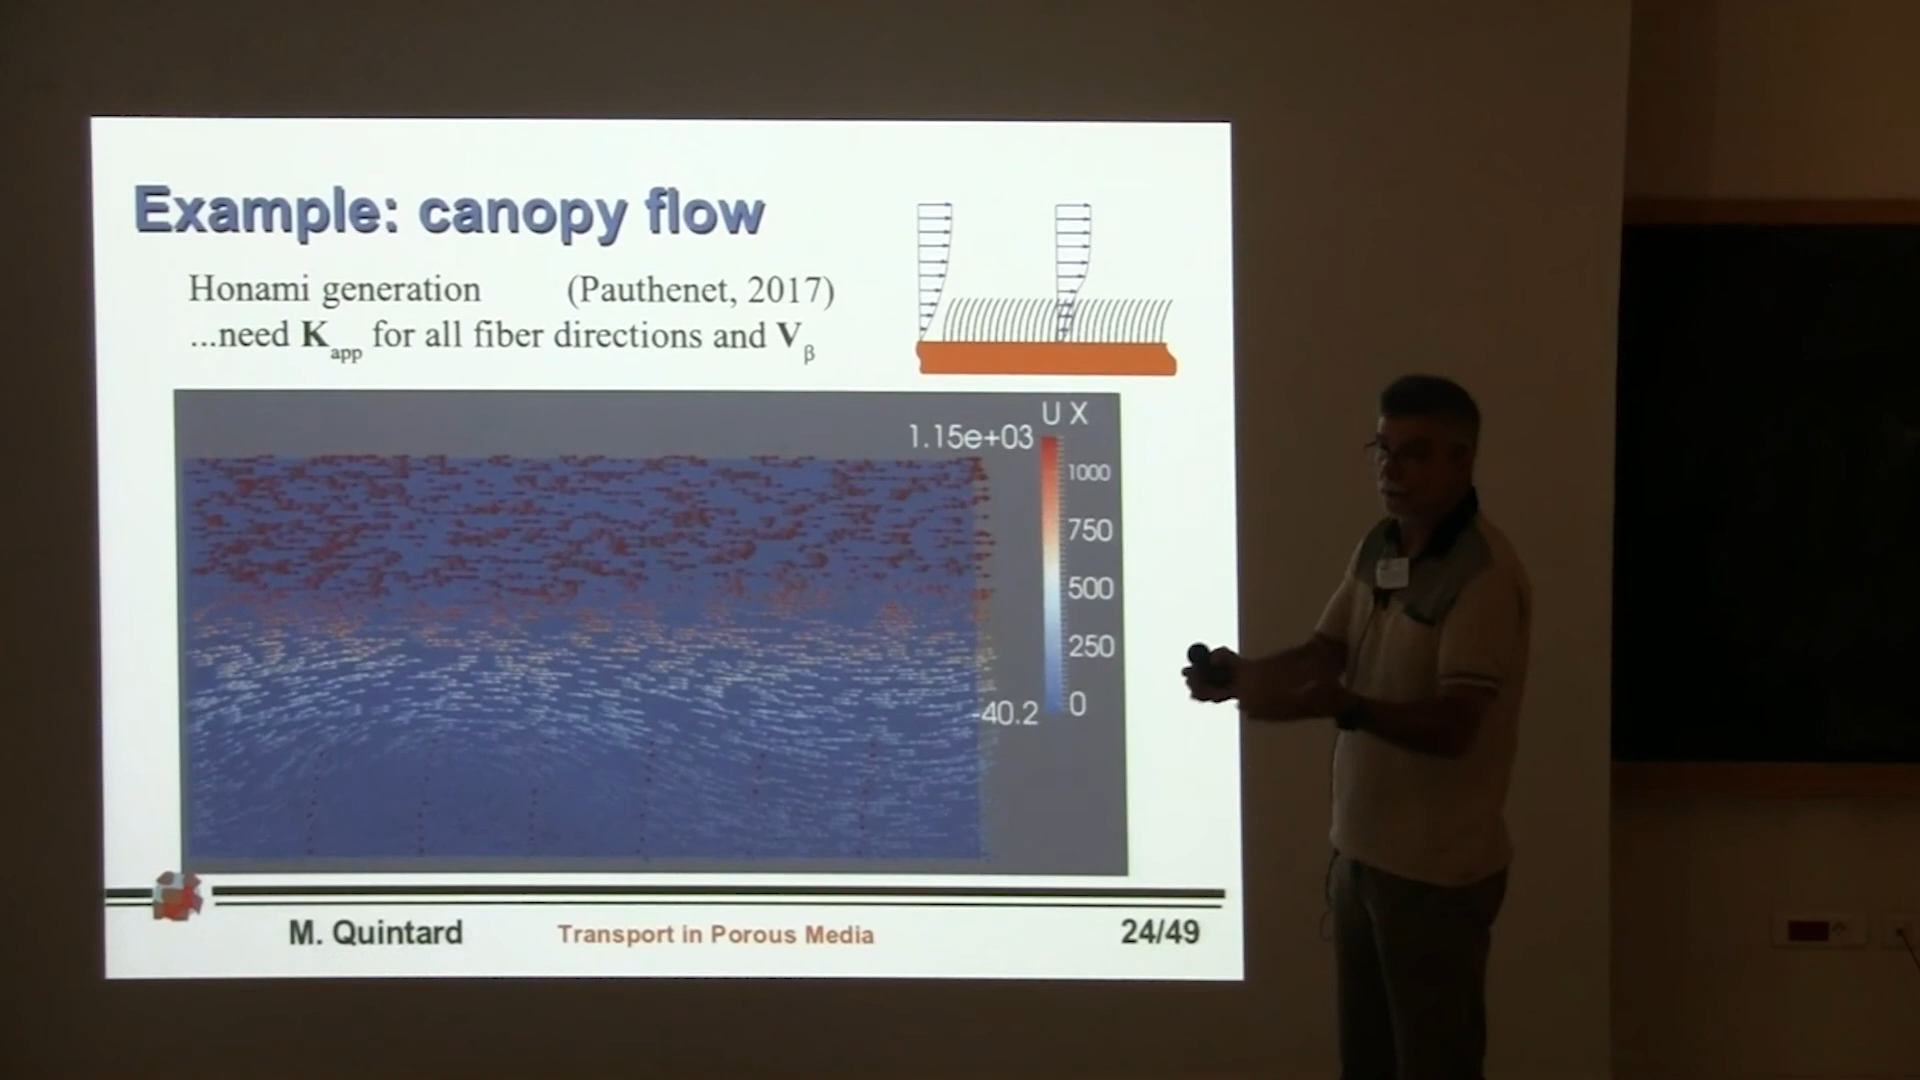 Example: canopy flow
Honami generation (Pauthenet, 2017)
...need K_app for all fiber directions and V_β
U X
1.15e+03
1000
750
500
250
0
-40.2
M. Quintard Transport in Porous Media 24/49